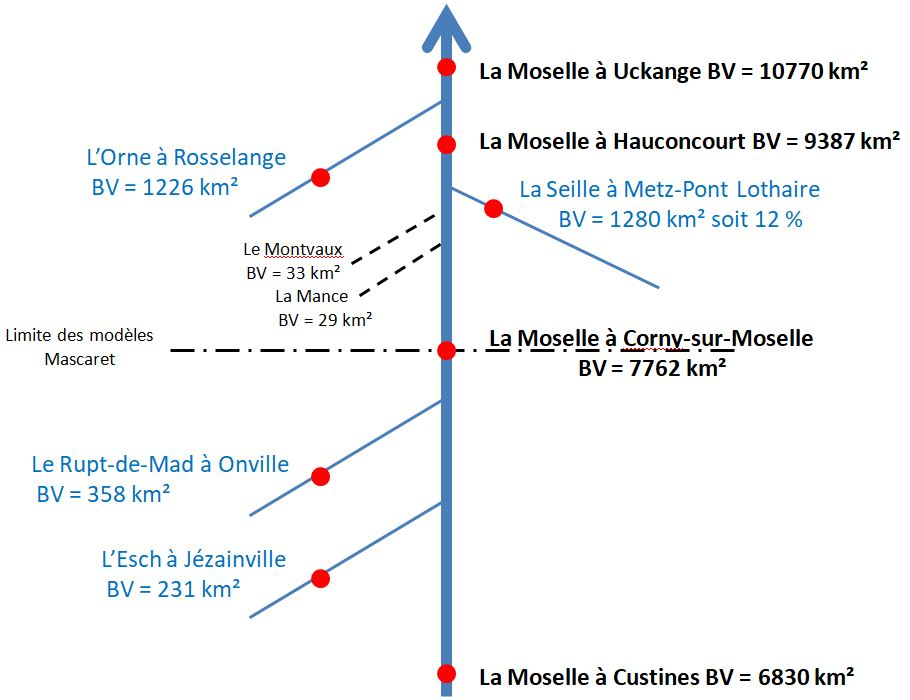 La Moselle à Uckange BV = 10770 km²
La Moselle à Hauconcourt BV = 9387 km²
L’Orne à Rosselange
BV = 1226 km²
La Seille à Metz-Pont Lothaire
BV = 1280 km² soit 12 %
Le Montvaux
BV = 33 km²
La Mance
BV = 29 km²
Limite des modèles
Mascaret
La Moselle à Corny-sur-Moselle
BV = 7762 km²
Le Rupt-de-Mad à Onville
BV = 358 km²
L’Esch à Jézainville
BV = 231 km²
La Moselle à Custines BV = 6830 km²